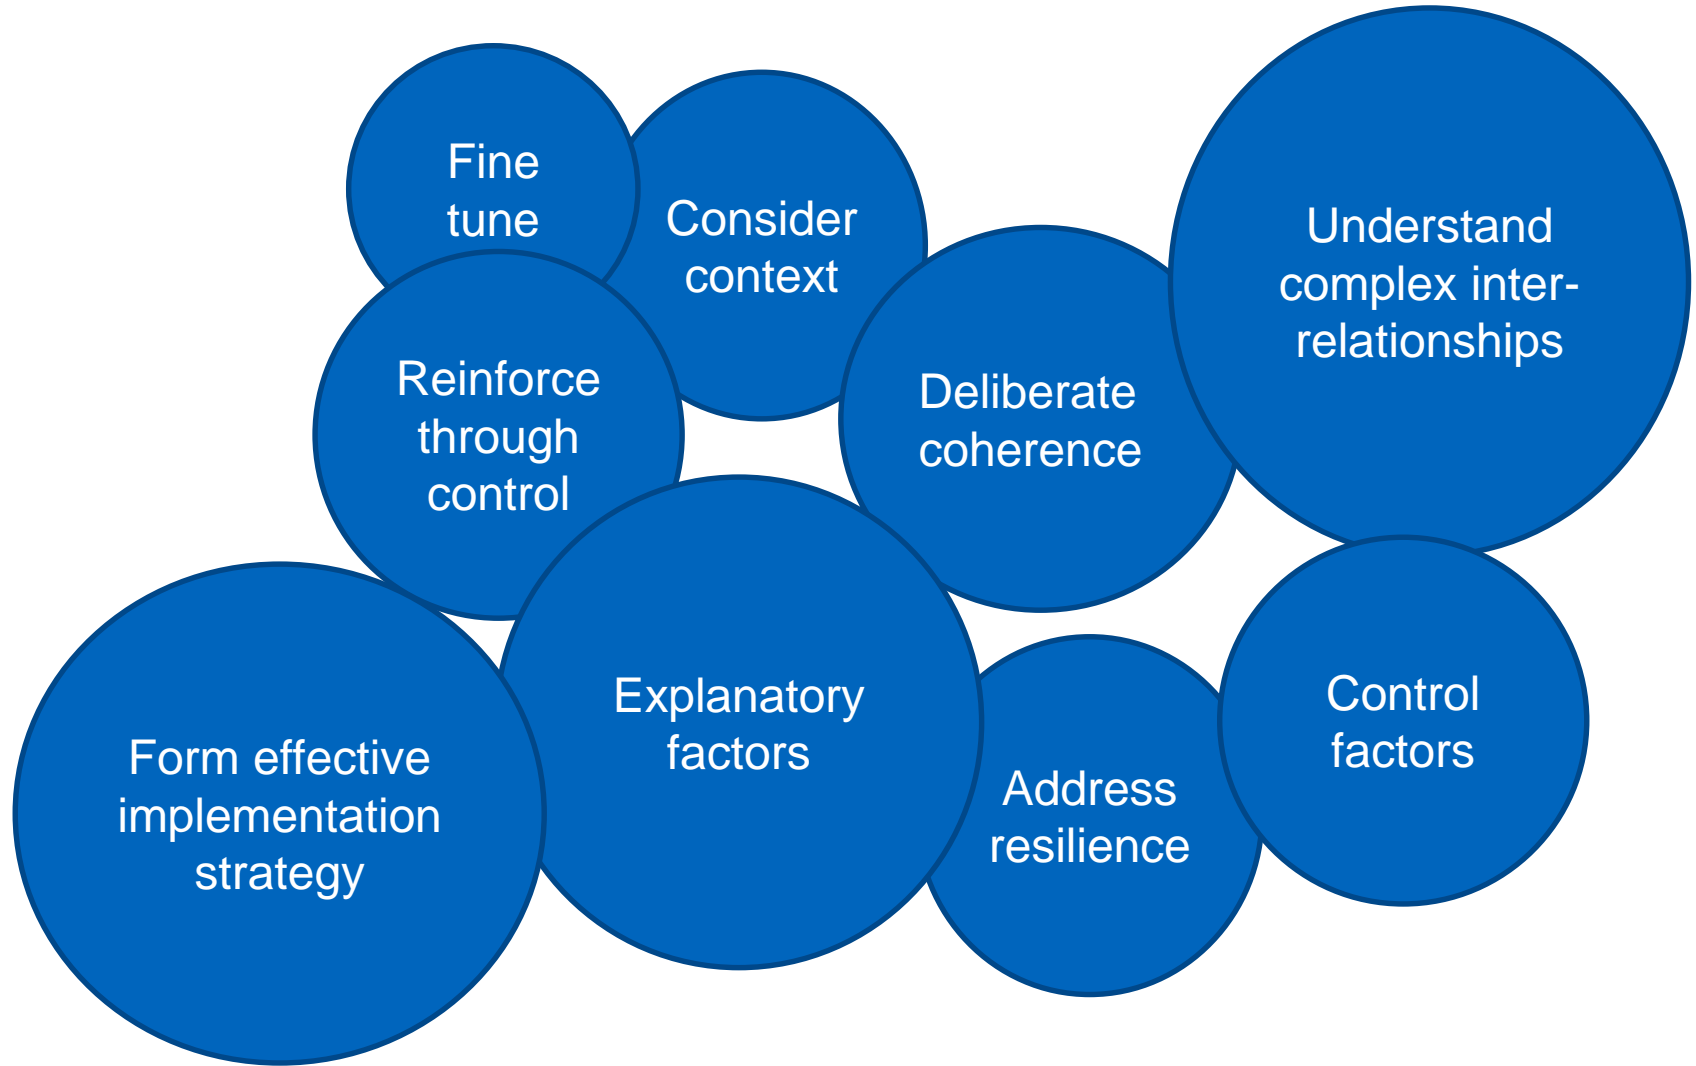 Fine
tune
Consider
context
Understand
complex inter-
relationships
Reinforce
through
control
Deliberate
coherence
Explanatory
factors
Control
factors
Form effective
implementation
strategy
Address
resilience